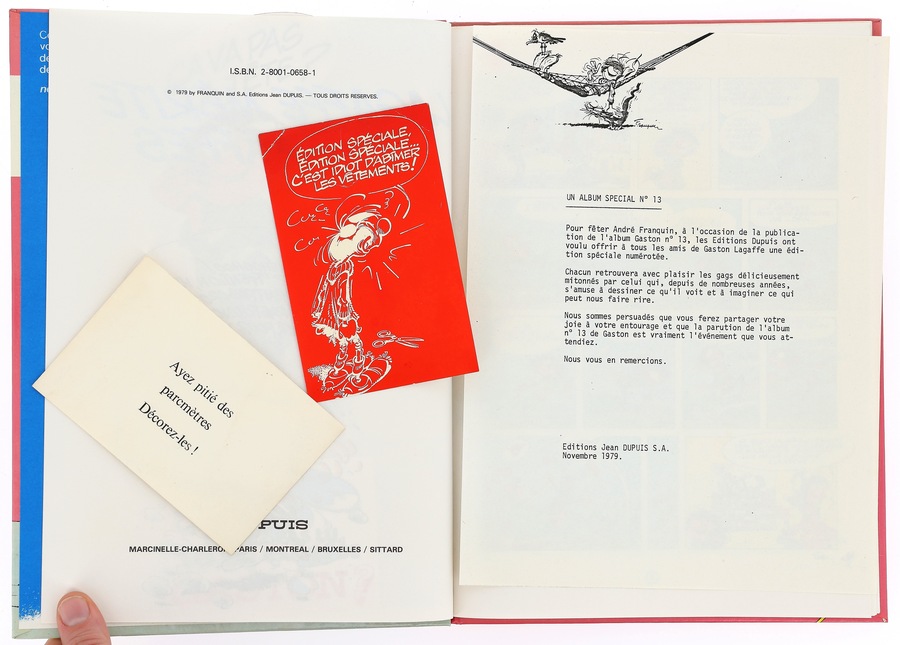 I.S.B.N. 2-8001-0658-1
© 1979 by FRANQUIN and S.A. Editions Jean DUPUIS. — TOUS DROITS RESERVES.
ÉDITION SPÉCIALE,
ÉDITION SPÉCIALE...
C'EST IDIOT D'ABÎMER
LES VÊTEMENTS!
Ayez pitié des
parcmètres
Décorez-les !
PUIS
MARCINELLE-CHARLEROI PARIS / MONTREAL / BRUXELLES / SITTARD
Franquin
UN ALBUM SPECIAL N° 13
Pour fêter André Franquin, à l'occasion de la publica-
tion de l'album Gaston n° 13, les Editions Dupuis ont
voulu offrir à tous les amis de Gaston Lagaffe une édi-
tion spéciale numérotée.
Chacun retrouvera avec plaisir les gags délicieusement
mitonnés par celui qui, depuis de nombreuses années,
s'amuse à dessiner ce qu'il voit et à imaginer ce qui
peut nous faire rire.
Nous sommes persuadés que vous ferez partager votre
joie à votre entourage et que la parution de l'album
n° 13 de Gaston est vraiment l'événement que vous at-
tendiez.
Nous vous en remercions.
Editions Jean DUPUIS S.A.
Novembre 1979.